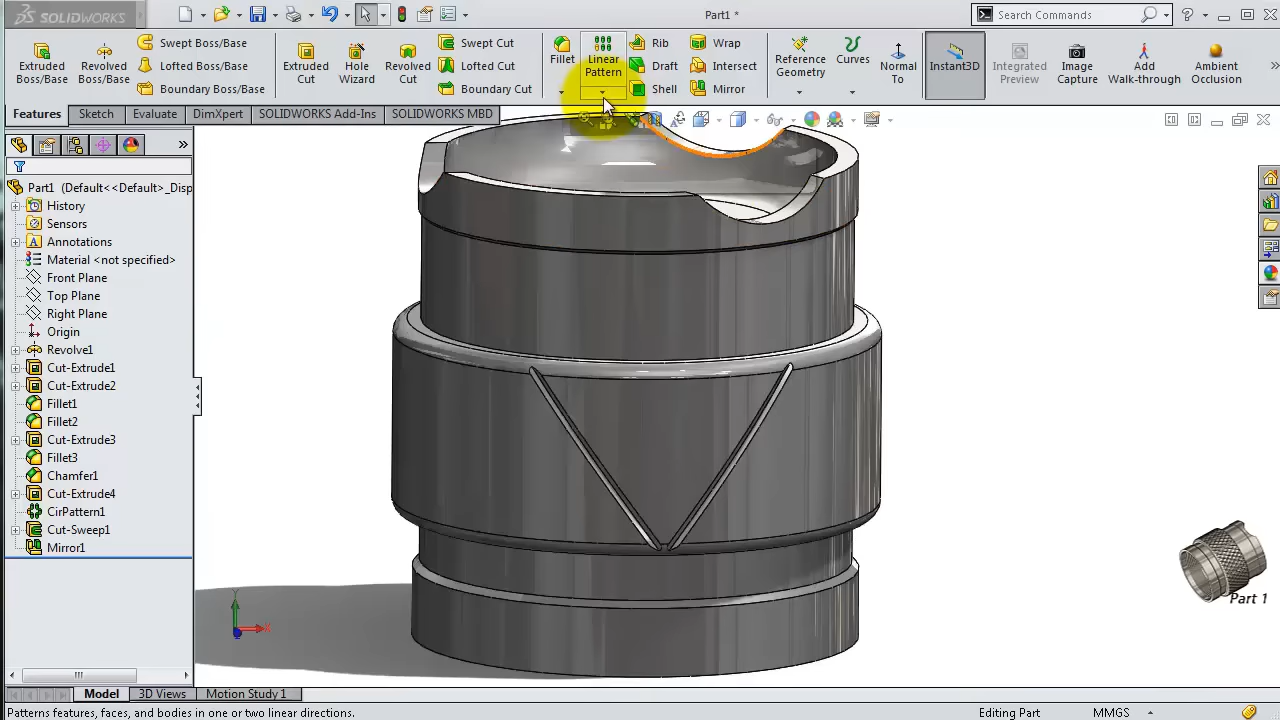 SOLIDWORKS
Part1 *
Search Commands
Extruded Boss/Base
Revolved Boss/Base
Swept Boss/Base
Lofted Boss/Base
Boundary Boss/Base
Extruded Cut
Hole Wizard
Revolved Cut
Swept Cut
Lofted Cut
Boundary Cut
Fillet
Linear Pattern
Rib
Draft
Shell
Wrap
Intersect
Mirror
Reference Geometry
Curves
Normal To
Instant3D
Integrated Preview
Image Capture
Add Walk-through
Ambient Occlusion
Features
Sketch
Evaluate
DimXpert
SOLIDWORKS Add-Ins
SOLIDWORKS MBD
Part1 (Default<<Default>_Disp
History
Sensors
Annotations
Material <not specified>
Front Plane
Top Plane
Right Plane
Origin
Revolve1
Cut-Extrude1
Cut-Extrude2
Fillet1
Fillet2
Cut-Extrude3
Fillet3
Chamfer1
Cut-Extrude4
CirPattern1
Cut-Sweep1
Mirror1
Y
X
Part 1
Model
3D Views
Motion Study 1
Patterns features, faces, and bodies in one or two linear directions.
Editing Part
MMGS